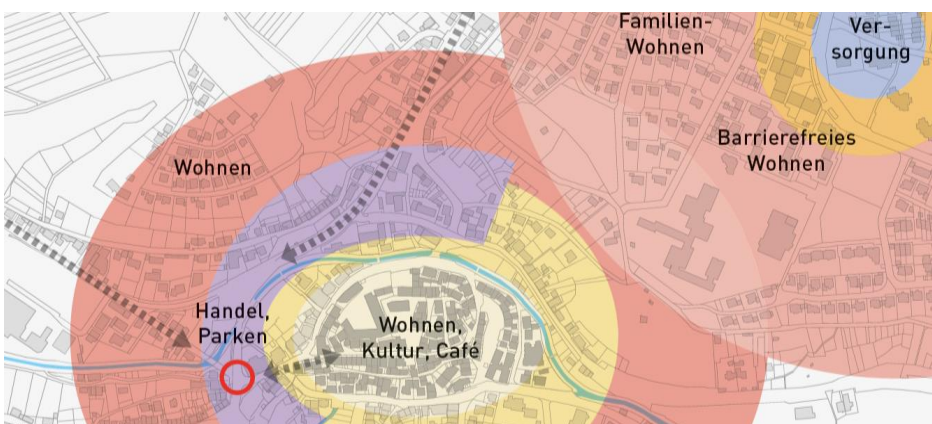 Familien-
Wohnen
Ver-
sorgung
Barrierefreies
Wohnen
Wohnen
Handel,
Parken
Wohnen,
Kultur, Café